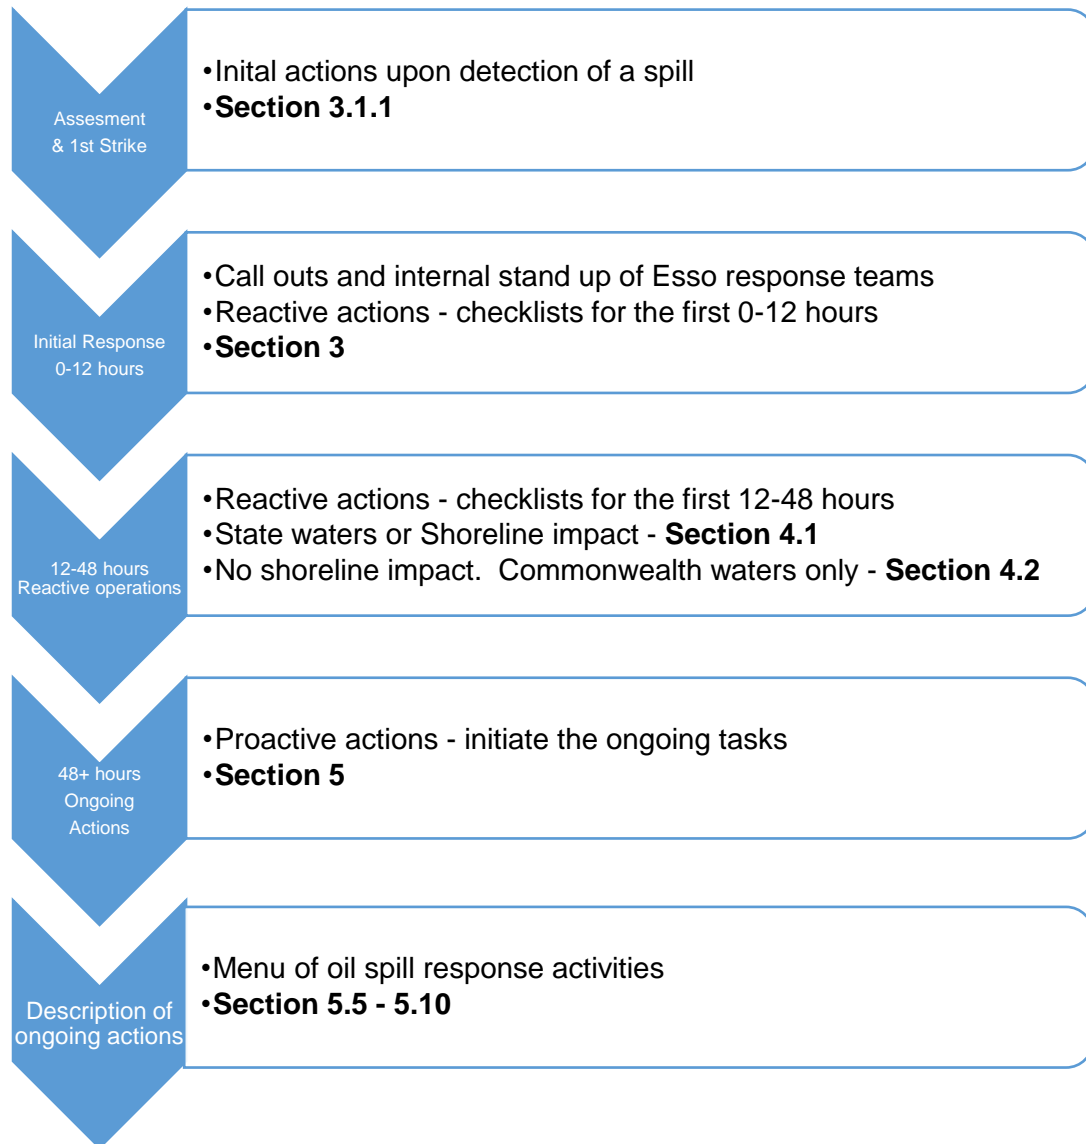 Assesment
& 1st Strike
•Inital actions upon detection of a spill
•Section 3.1.1
Initial Response
0-12 hours
•Call outs and internal stand up of Esso response teams
•Reactive actions - checklists for the first 0-12 hours
•Section 3
12-48 hours
Reactive operations
•Reactive actions - checklists for the first 12-48 hours
•State waters or Shoreline impact - Section 4.1
•No shoreline impact.  Commonwealth waters only - Section 4.2
48+ hours
Ongoing
Actions
•Proactive actions - initiate the ongoing tasks
•Section 5
Description of
ongoing actions
•Menu of oil spill response activities
•Section 5.5 - 5.10